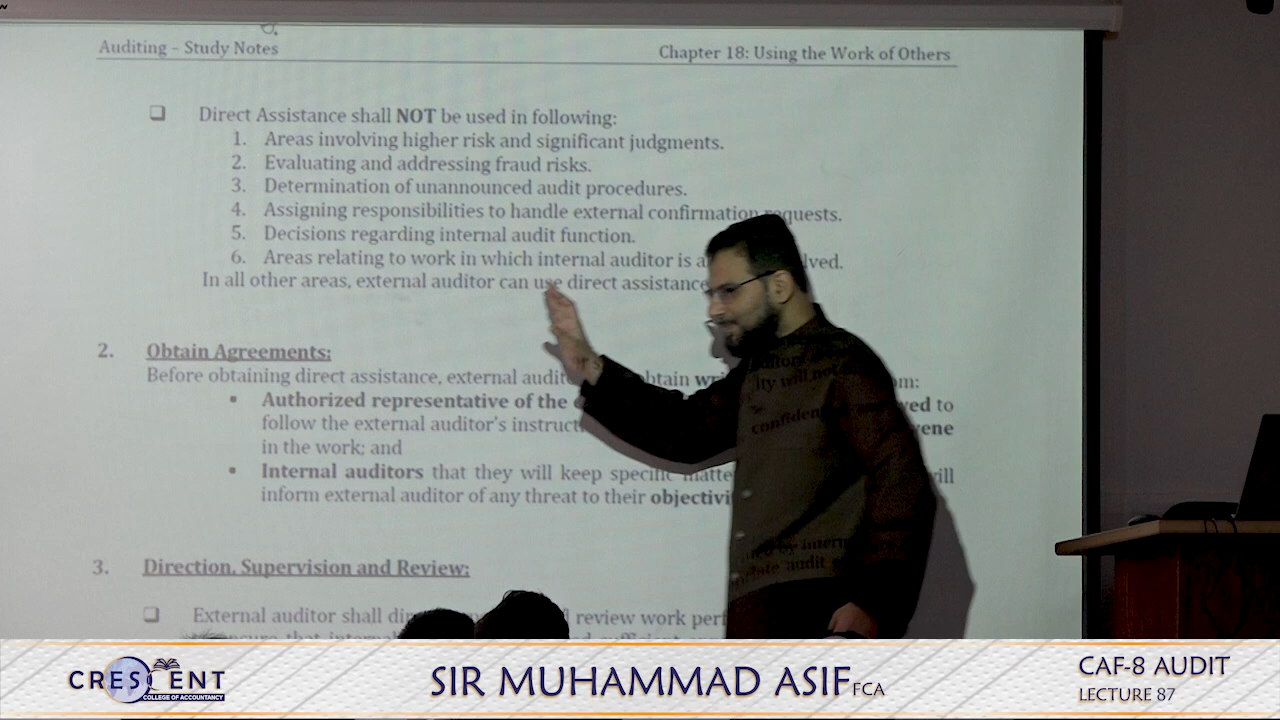 Auditing – Study Notes
Chapter 18: Using the Work of Others
❑ Direct Assistance shall NOT be used in following:
1. Areas involving higher risk and significant judgments.
2. Evaluating and addressing fraud risks.
3. Determination of unannounced audit procedures.
4. Assigning responsibilities to handle external confirmation requests.
5. Decisions regarding internal audit function.
6. Areas relating to work in which internal auditor is
In all other areas, external auditor can use direct assistance
2. Obtain Agreements:
Before obtaining direct assistance, external obtain
• Authorized representative of the to
follow the external auditor's
in the work; and
• Internal auditors that they will keep specific
inform external auditor of any threat to their
3. Direction, Supervision and Review:
❑ External auditor shall review work
CRESCENT
COLLEGE OF ACCOUNTANCY
SIR MUHAMMAD ASIF FCA
CAF-8 AUDIT
LECTURE 87